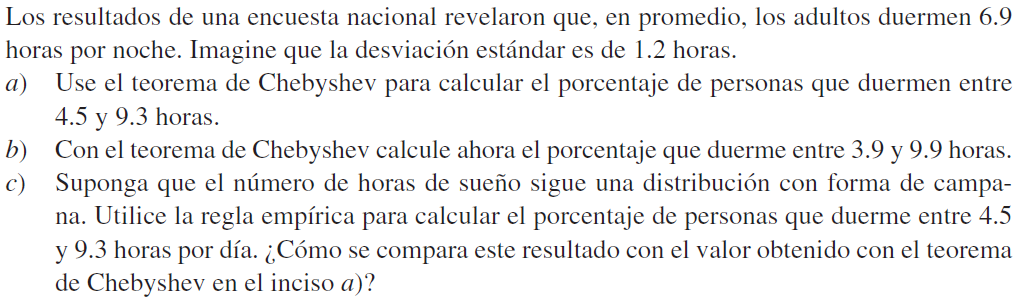 Los resultados de una encuesta nacional revelaron que, en promedio, los adultos duermen 6.9
horas por noche. Imagine que la desviación estándar es de 1.2 horas.
a) Use el teorema de Chebyshev para calcular el porcentaje de personas que duermen entre
4.5 y 9.3 horas.
b) Con el teorema de Chebyshev calcule ahora el porcentaje que duerme entre 3.9 y 9.9 horas.
c) Suponga que el número de horas de sueño sigue una distribución con forma de campa-
na. Utilice la regla empírica para calcular el porcentaje de personas que duerme entre 4.5
y 9.3 horas por día. ¿Cómo se compara este resultado con el valor obtenido con el teorema
de Chebyshev en el inciso a)?